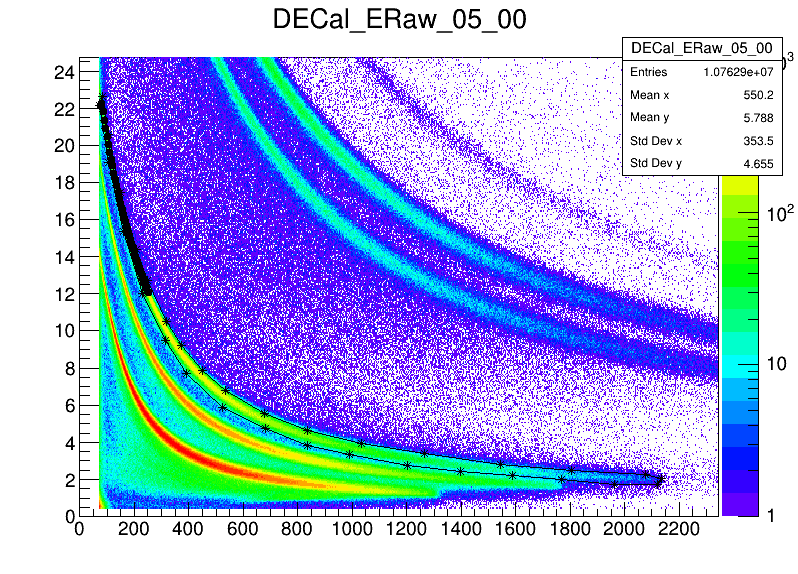 DECal_ERaw_05_00
DECal_ERaw_05_00
Entries 1.07629e+07
Mean x 550.2
Mean y 5.788
Std Dev x 353.5
Std Dev y 4.655
24
22
20
18
16
14
12
10
8
6
4
2
0
0 200 400 600 800 1000 1200 1400 1600 1800 2000 2200
10²
10
1